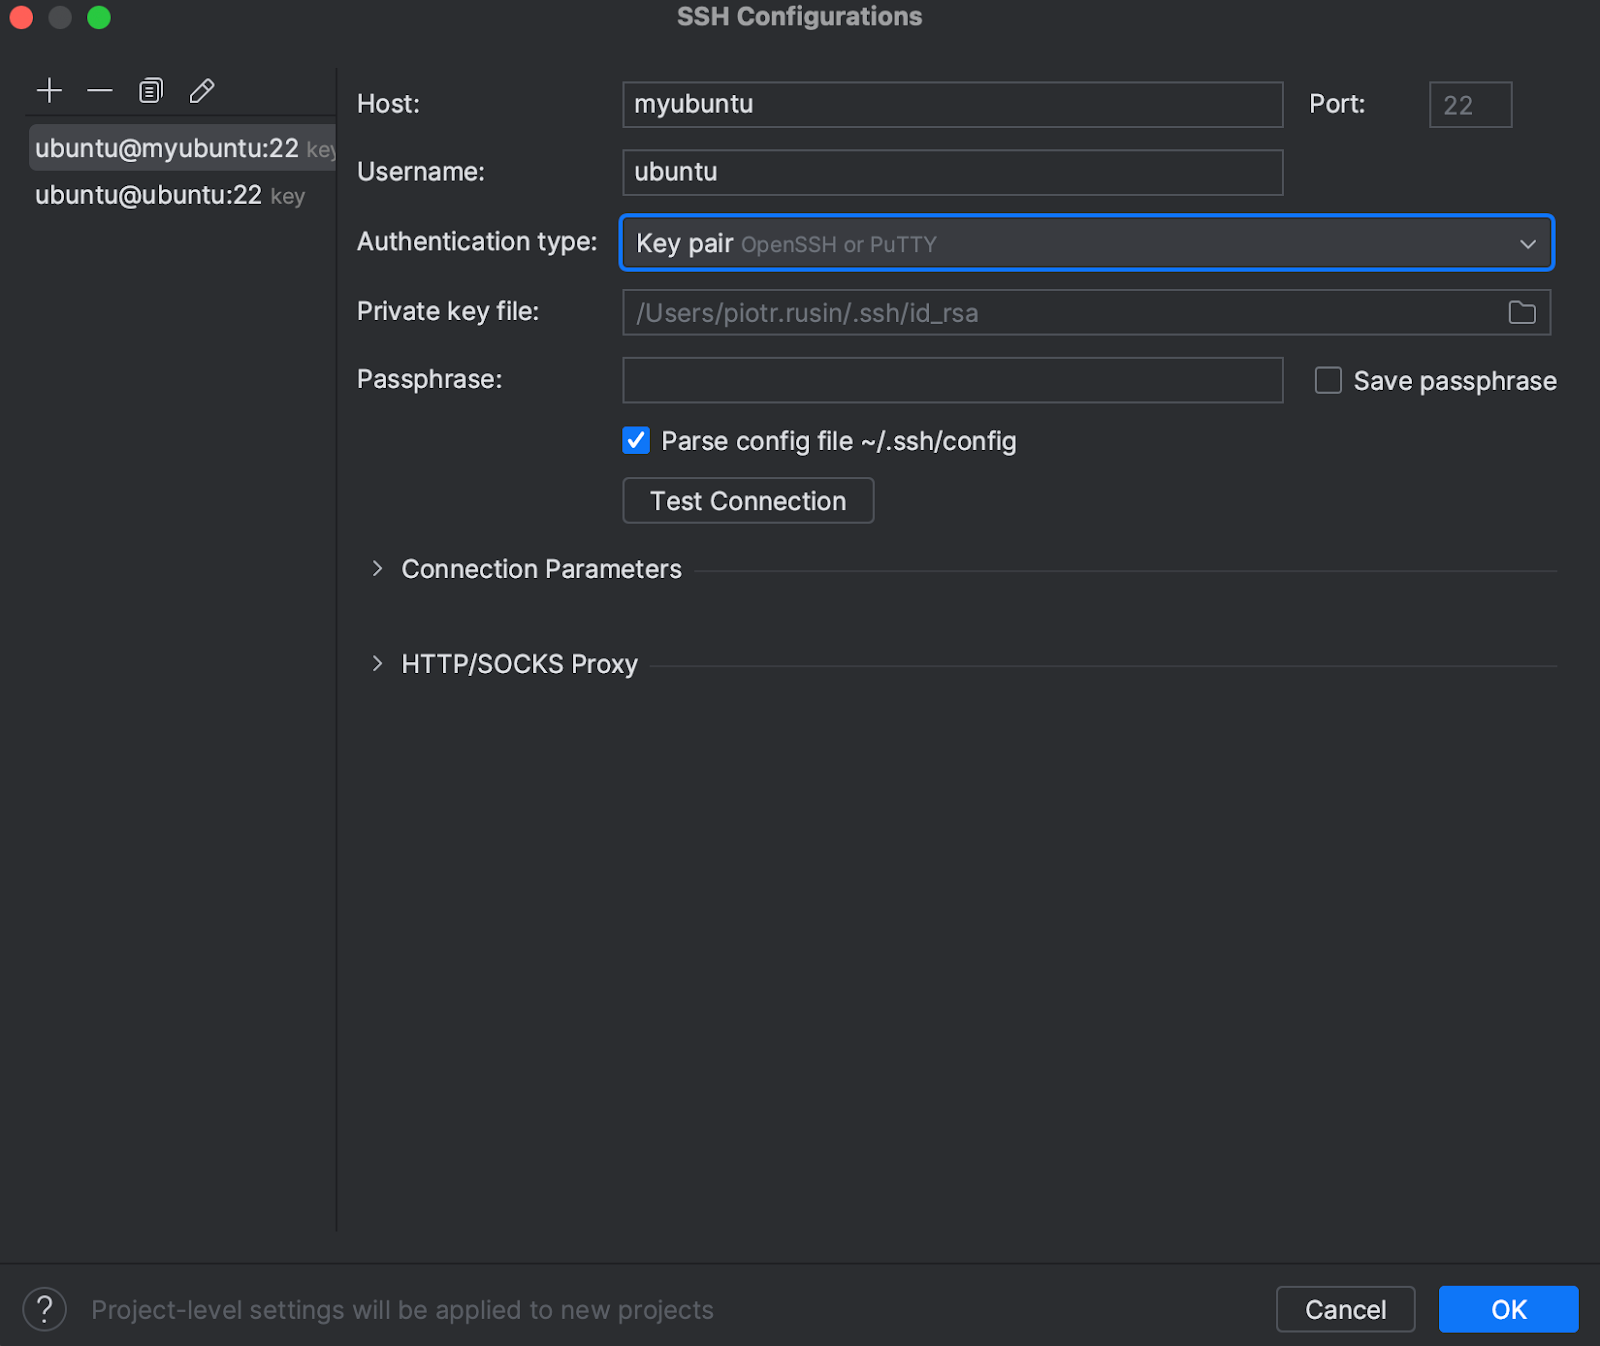 SSH Configurations
ubuntu@myubuntu:22 key
ubuntu@ubuntu:22 key
Host: myubuntu Port: 22
Username: ubuntu
Authentication type: Key pair OpenSSH or PuTTY
Private key file: /Users/piotr.rusin/.ssh/id_rsa
Passphrase: Save passphrase
Parse config file ~/.ssh/config
Test Connection
Connection Parameters
HTTP/SOCKS Proxy
? Project-level settings will be applied to new projects Cancel OK